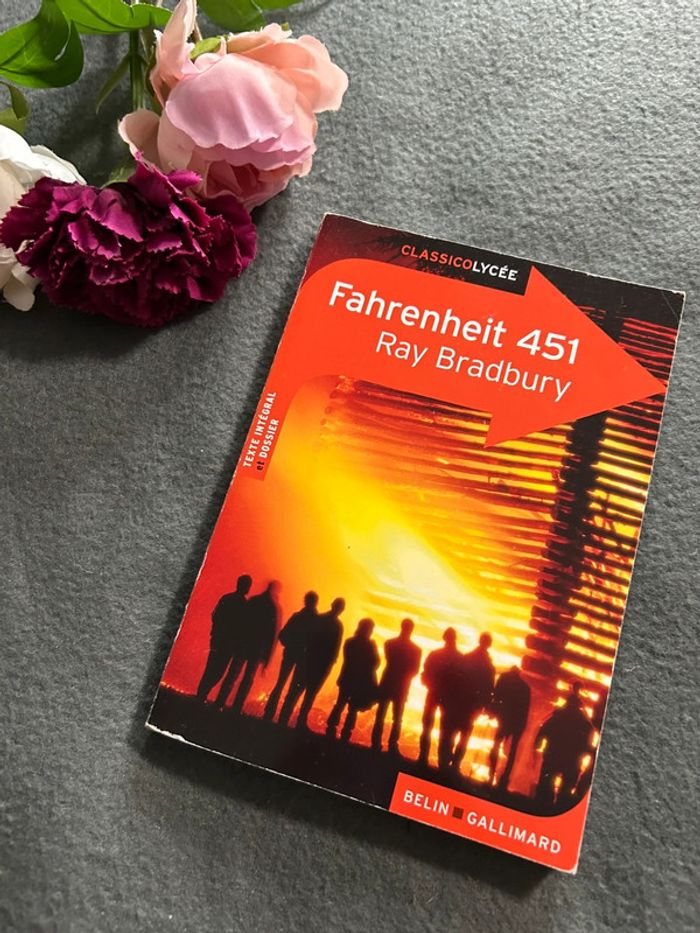 CLASSICOLYCÉE
Fahrenheit 451
Ray Bradbury
TEXTE INTÉGRAL
et DOSSIER
BELIN ■ GALLIMARD